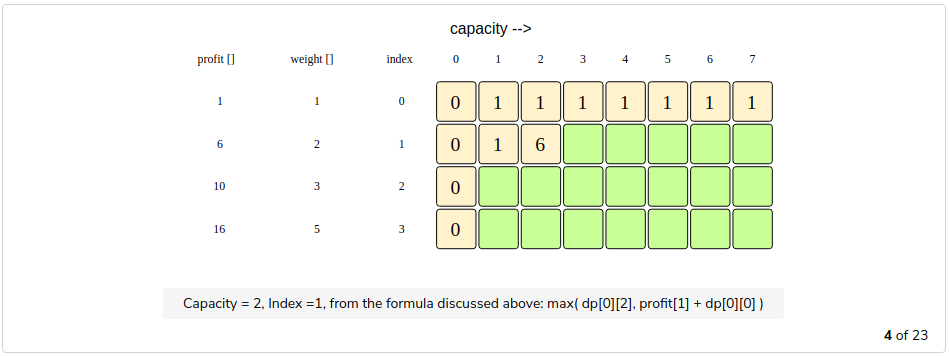 capacity -->
profit [] weight [] index 0 1 2 3 4 5 6 7
1 1 0 0 1 1 1 1 1 1 1
6 2 1 0 1 6
10 3 2 0
16 5 3 0
Capacity = 2, Index =1, from the formula discussed above: max( dp[0][2], profit[1] + dp[0][0] )
4 of 23